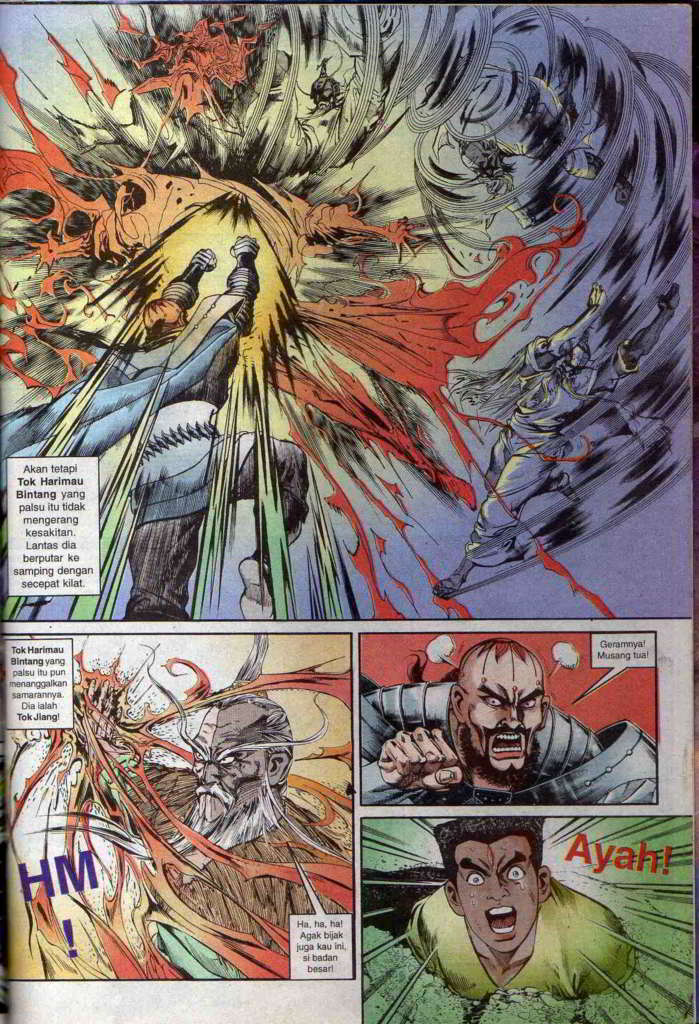 Akan tetapi
Tok Harimau
Bintang yang
palsu itu tidak
mengerang
kesakitan.
Lantas dia
berputar ke
samping dengan
secepat kilat.
Tok Harimau
Bintang yang
palsu itu pun
menanggalkan
samarannya.
Dia ialah
Tok Jiang!
HM
!
Ha, ha, ha!
Agak bijak
juga kau ini,
si badan
besar!
Geramnya!
Musang tua!
Ayah!